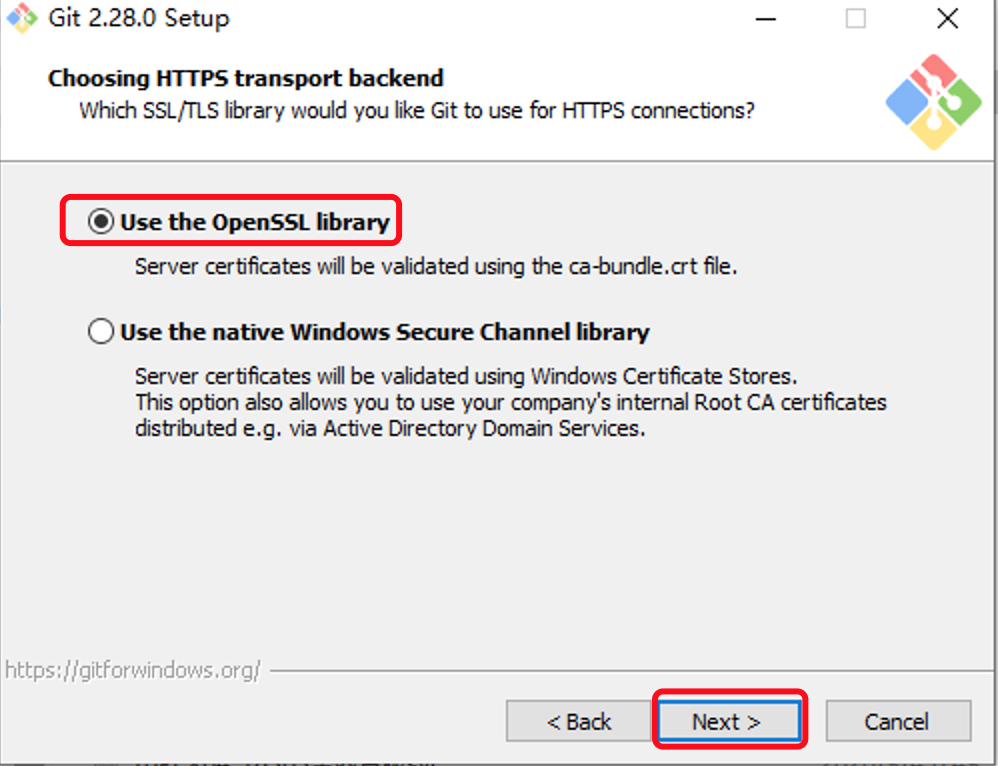 Git 2.28.0 Setup
Choosing HTTPS transport backend
Which SSL/TLS library would you like Git to use for HTTPS connections?
Use the OpenSSL library
Server certificates will be validated using the ca-bundle.crt file.
Use the native Windows Secure Channel library
Server certificates will be validated using Windows Certificate Stores.
This option also allows you to use your company's internal Root CA certificates
distributed e.g. via Active Directory Domain Services.
https://gitforwindows.org/
< Back
Next >
Cancel